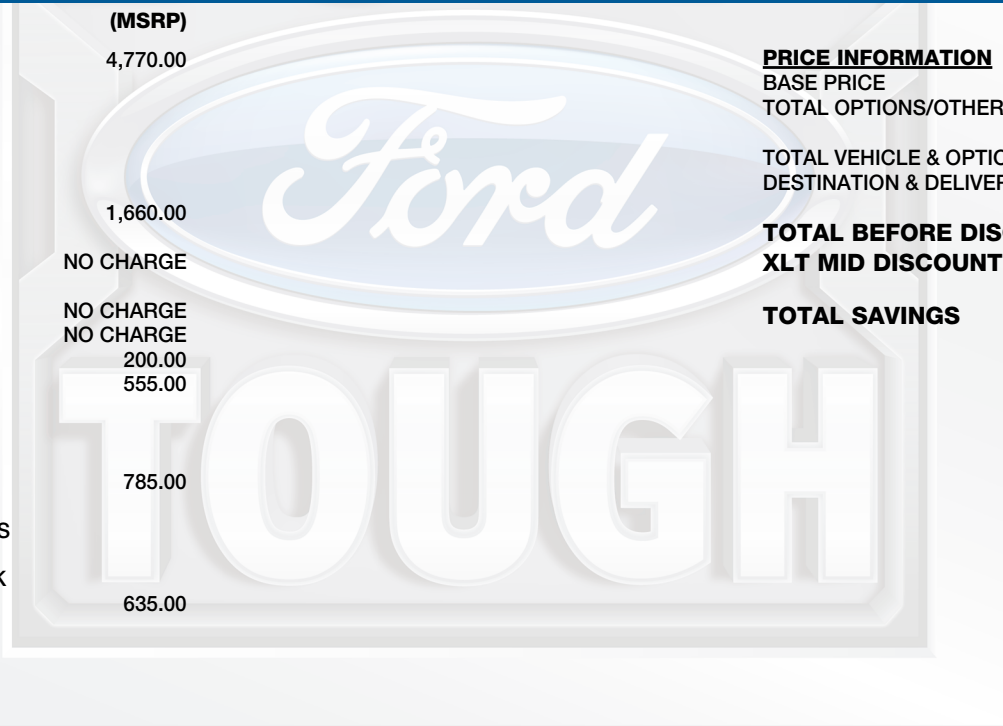 (MSRP)
4,770.00
1,660.00
NO CHARGE
NO CHARGE
NO CHARGE
200.00
555.00
785.00
S
K
635.00
Ford
TOUGH
PRICE INFORMATION
BASE PRICE
TOTAL OPTIONS/OTHER
TOTAL VEHICLE & OPTIO
DESTINATION & DELIVER
TOTAL BEFORE DIS
XLT MID DISCOUNT
TOTAL SAVINGS